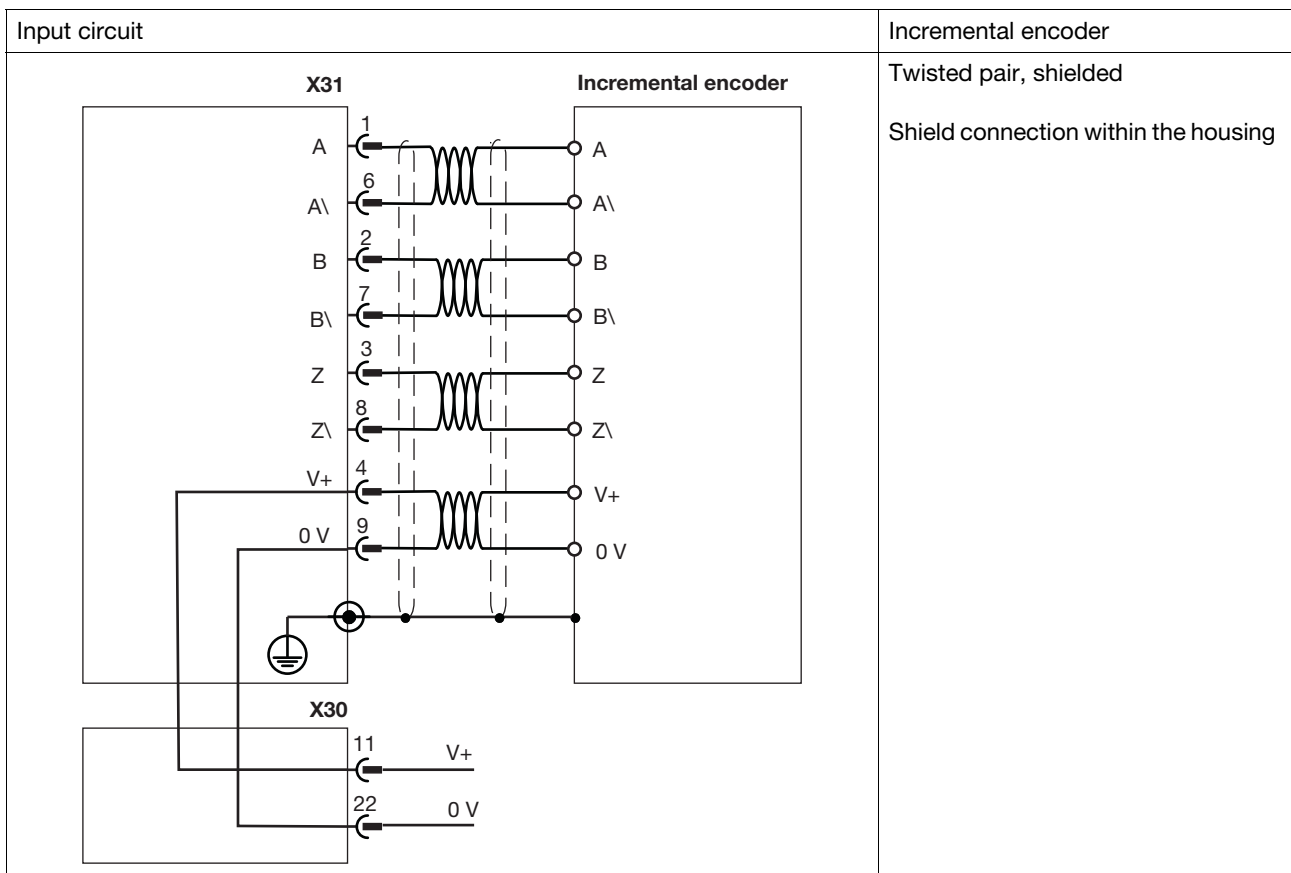 Input circuit
Incremental encoder
Twisted pair, shielded
Shield connection within the housing
X31
Incremental encoder
A 1 A
A\ 6 A\
B 2 B
B\ 7 B\
Z 3 Z
Z\ 8 Z\
V+ 4 V+
0 V 9 0 V
X30
11 V+
22 0 V